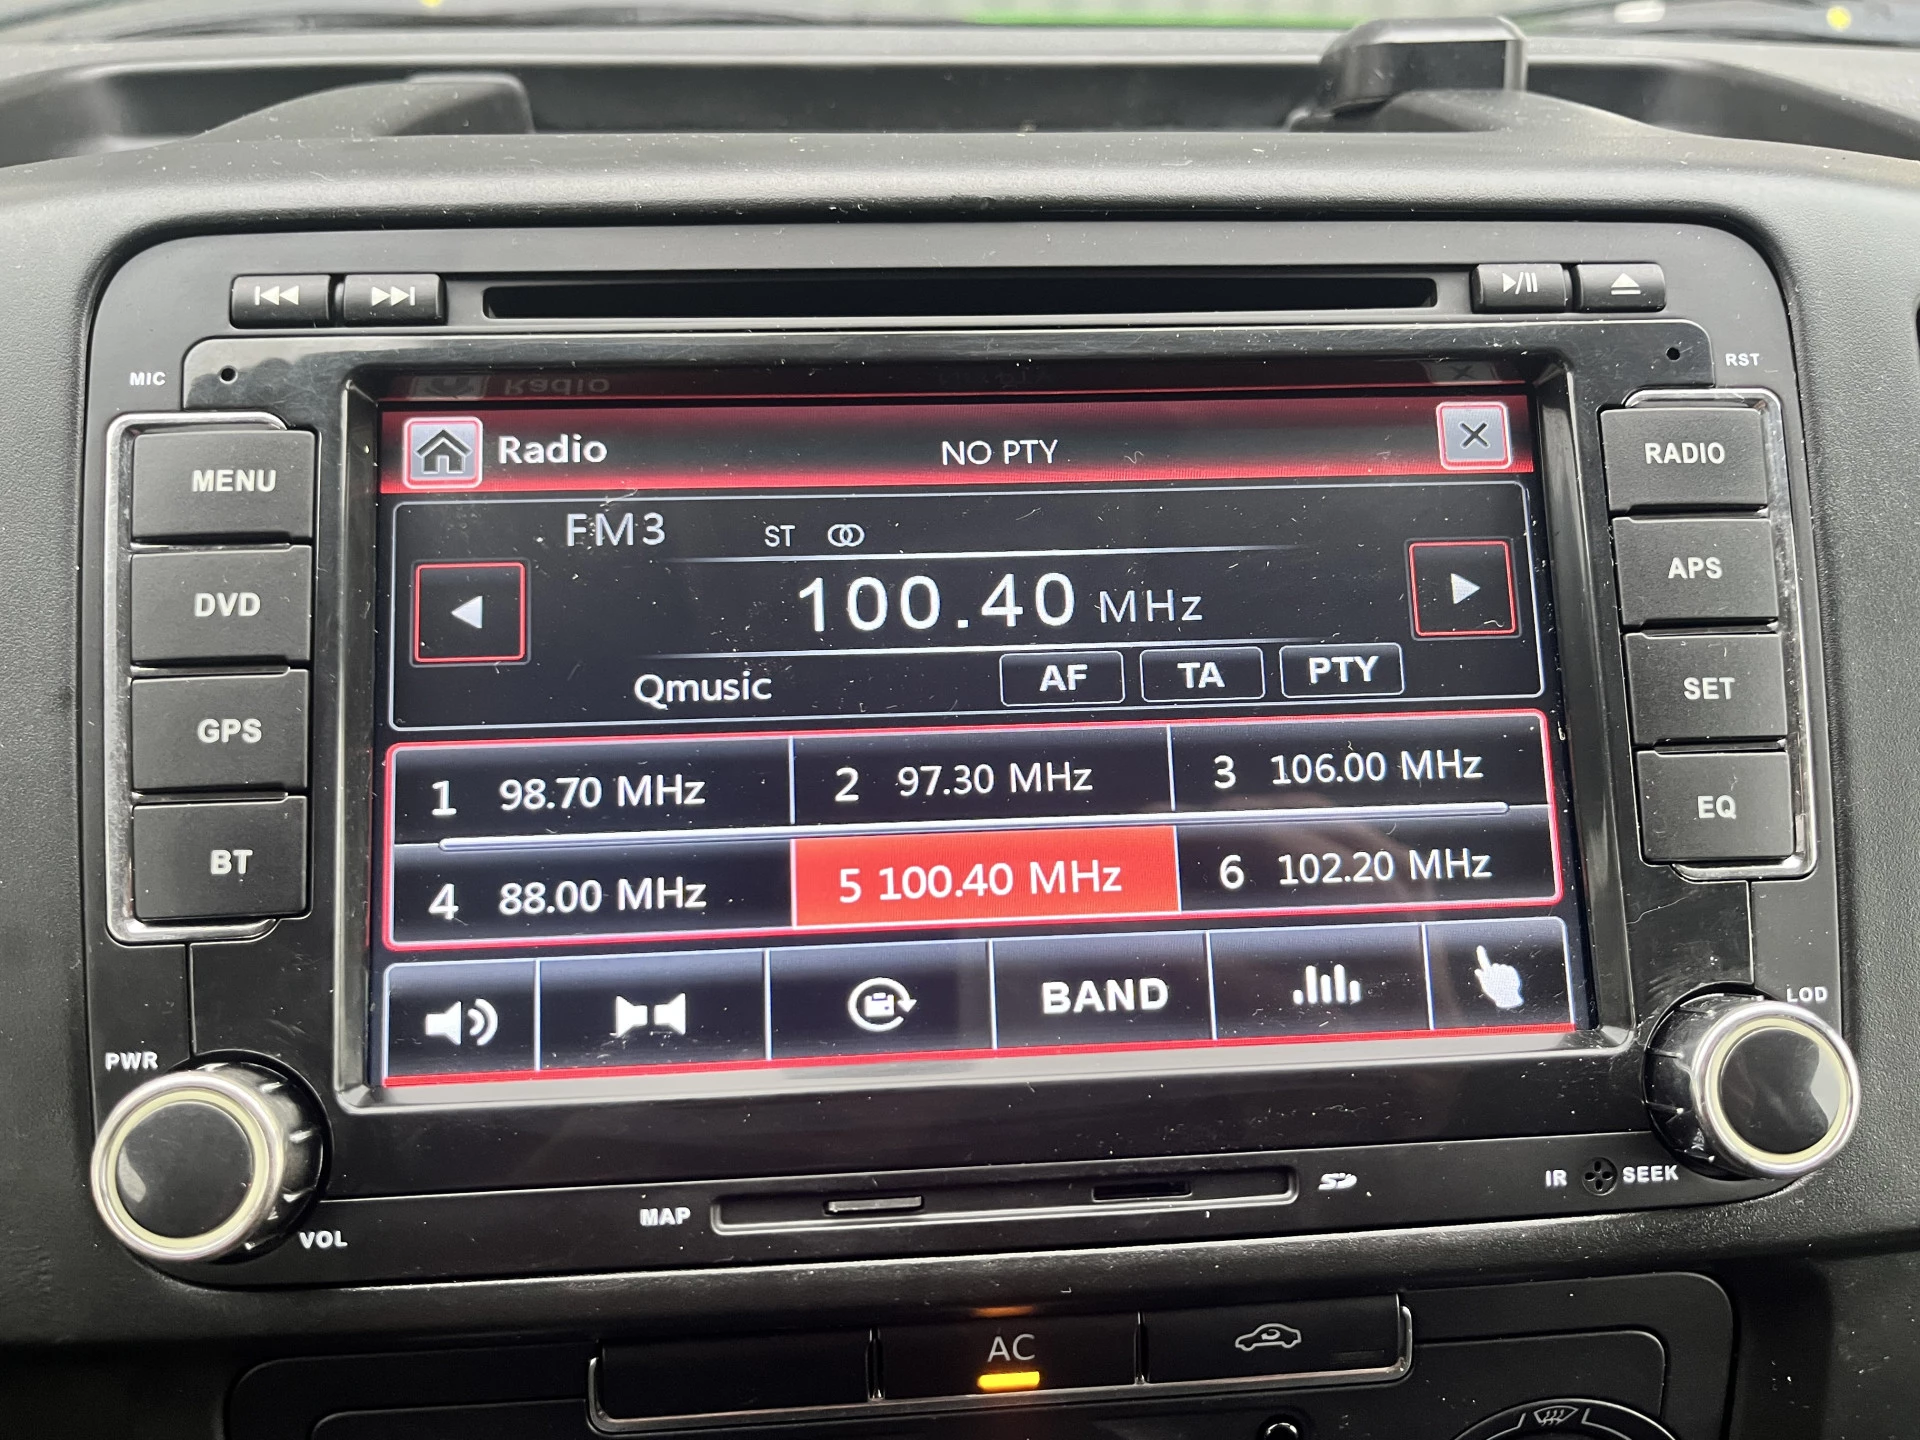 MIC
RST
MENU
DVD
GPS
BT
PWR
VOL
Radio
NO PTY
FM3 ST
100.40 MHz
Qmusic AF TA PTY
1 98.70 MHz 2 97.30 MHz 3 106.00 MHz
4 88.00 MHz 5 100.40 MHz 6 102.20 MHz
BAND
RADIO
APS
SET
EQ
LOD
MAP SD IR SEEK
AC